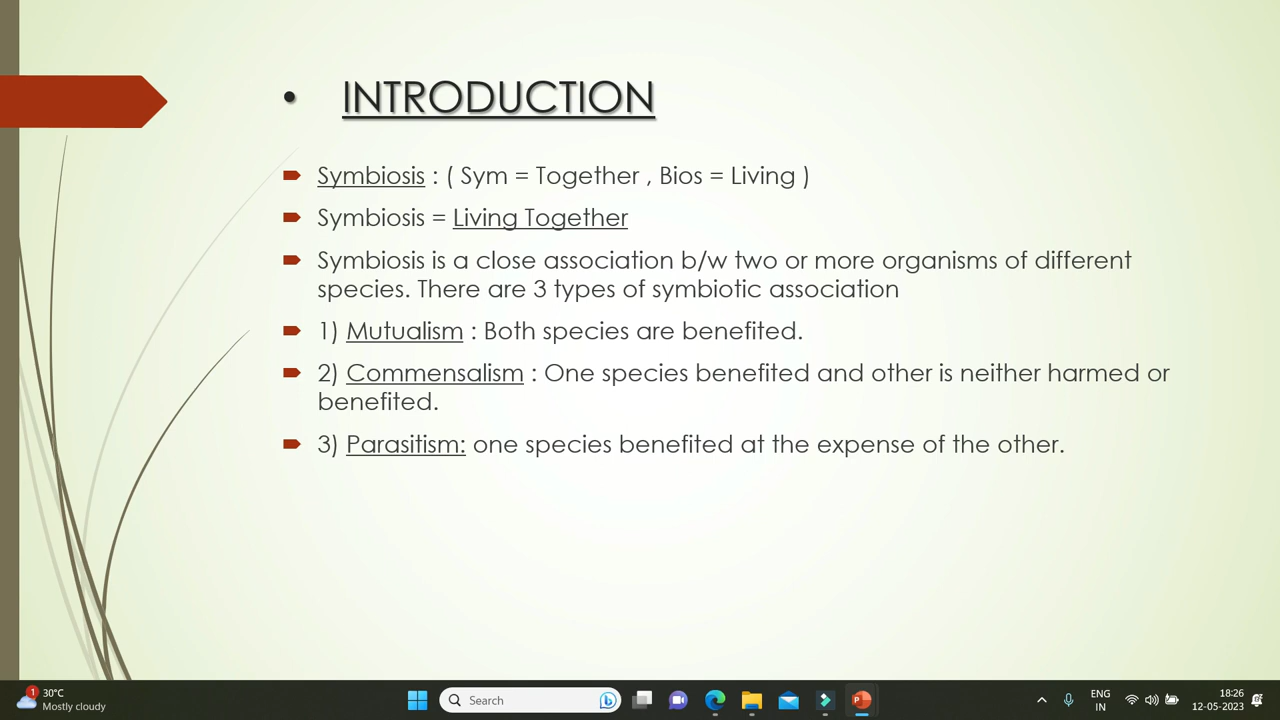 • INTRODUCTION
Symbiosis : ( Sym = Together , Bios = Living )
Symbiosis = Living Together
Symbiosis is a close association b/w two or more organisms of different
species. There are 3 types of symbiotic association
1) Mutualism : Both species are benefited.
2) Commensalism : One species benefited and other is neither harmed or
benefited.
3) Parasitism: one species benefited at the expense of the other.
1
30°C
Mostly cloudy
Search
ENG
IN
18:26
12-05-2023